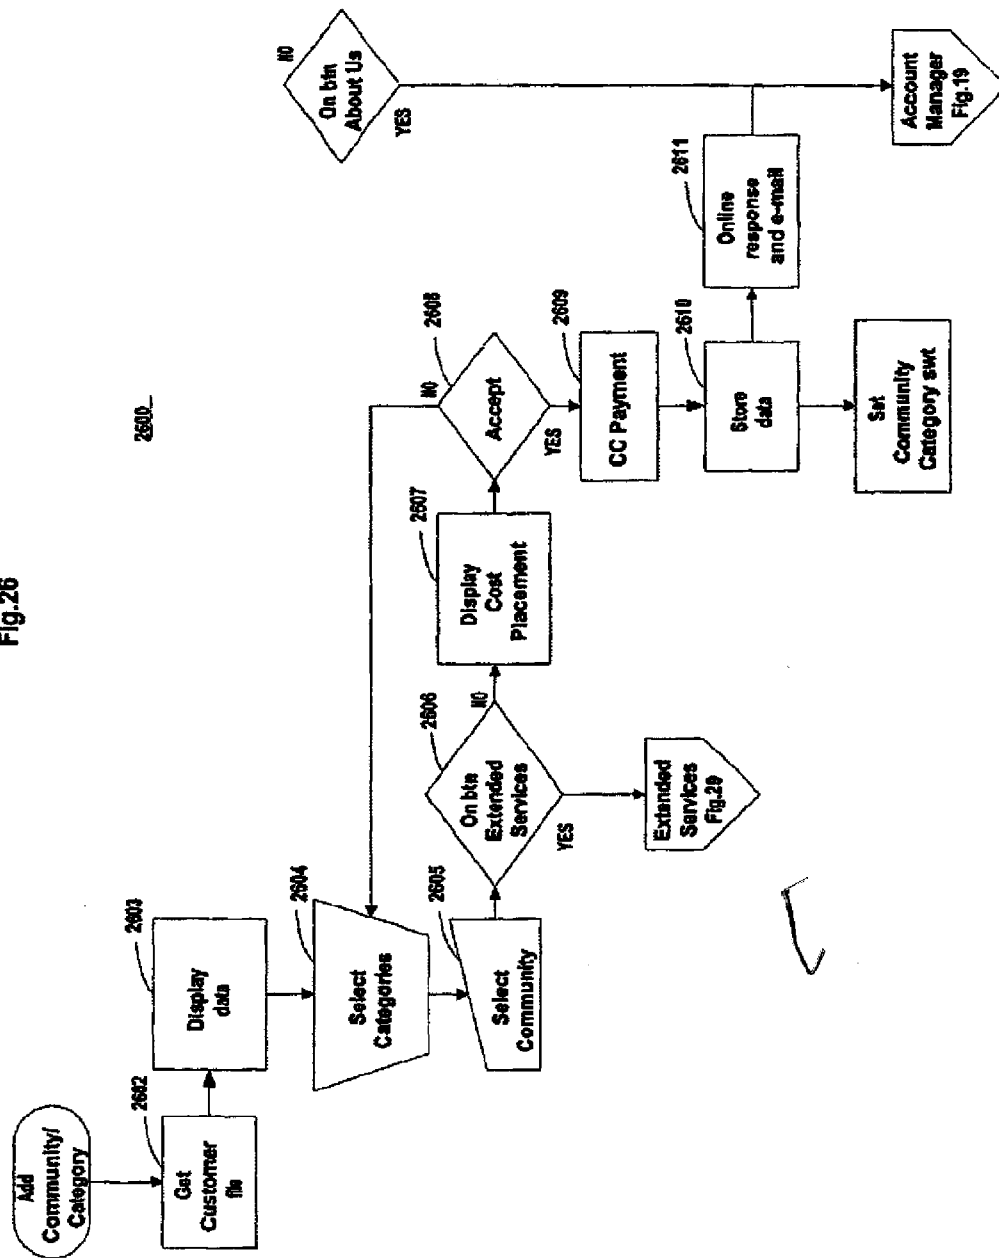 Fig.26
2600
Add
Community/
Category
2602
Get
Customer
file
2603
Display
data
2604
Select
Categories
2605
Select
Community
2606
On btn
Extended
Services
NO
YES
Extended
Services
Fig.29
2607
Display
Cost
Placement
2608
Accept
NO
YES
2609
CC Payment
2610
Store
data
Set
Community
Category swt
2611
Online
response
and e-mail
On btn
About Us
NO
YES
Account
Manager
Fig.19